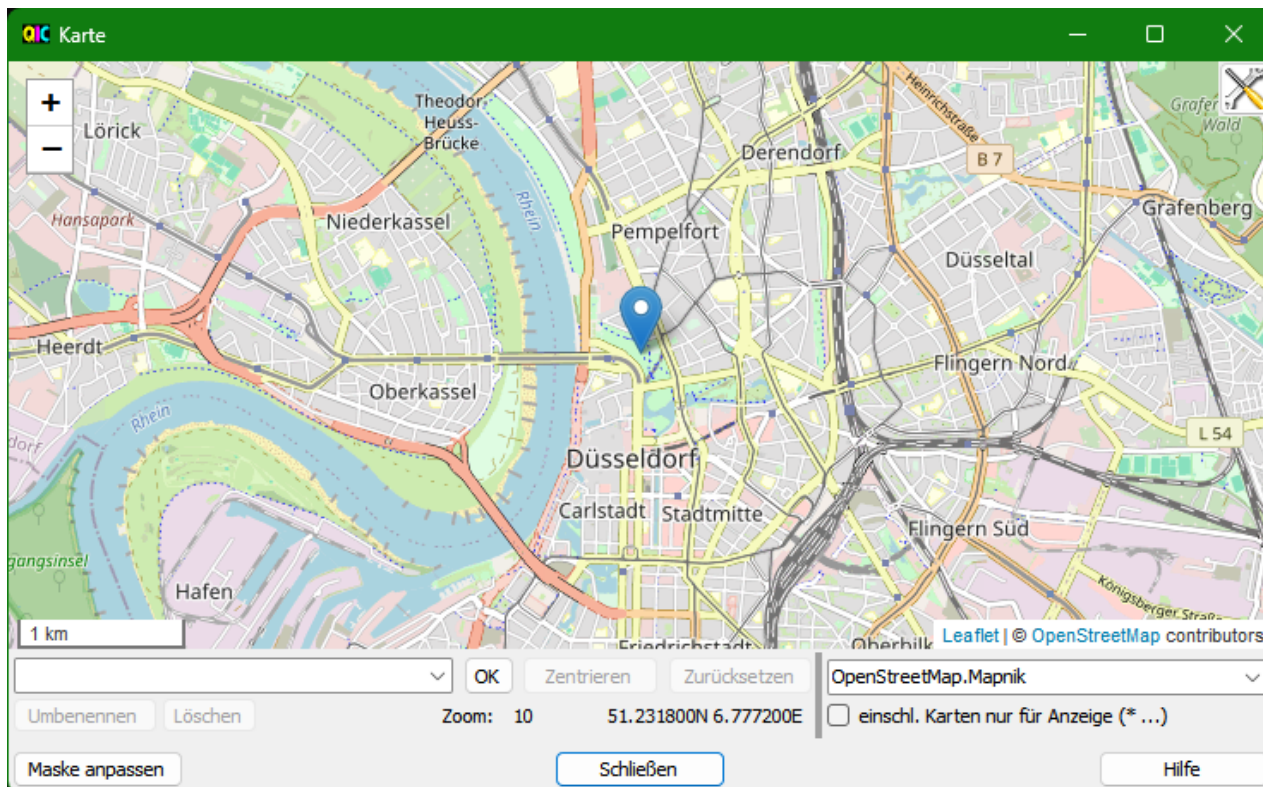 QIC Karte
+
−
Lörick
Theodor-
Heuss-
Brücke
Heinrichstraße
Grafer
Wald
Derendorf
B 7
Hansapark
Niederkassel
Rhein
Pempelfort
Grafenberg
Düsseltal
Heerdt
Oberkassel
Flingern Nord
Rhein
dorf
L 54
Düsseldorf
Carlstadt
Stadtmitte
Flingern Süd
gangsinsel
Hafen
Königsberger Straße
1 km
Friedrichstadt
Oberbilk
Leaflet | © OpenStreetMap contributors
OK Zentrieren Zurücksetzen OpenStreetMap.Mapnik
Umbenennen Löschen Zoom: 10 51.231800N 6.777200E einschl. Karten nur für Anzeige (* ...)
Maske anpassen Schließen Hilfe